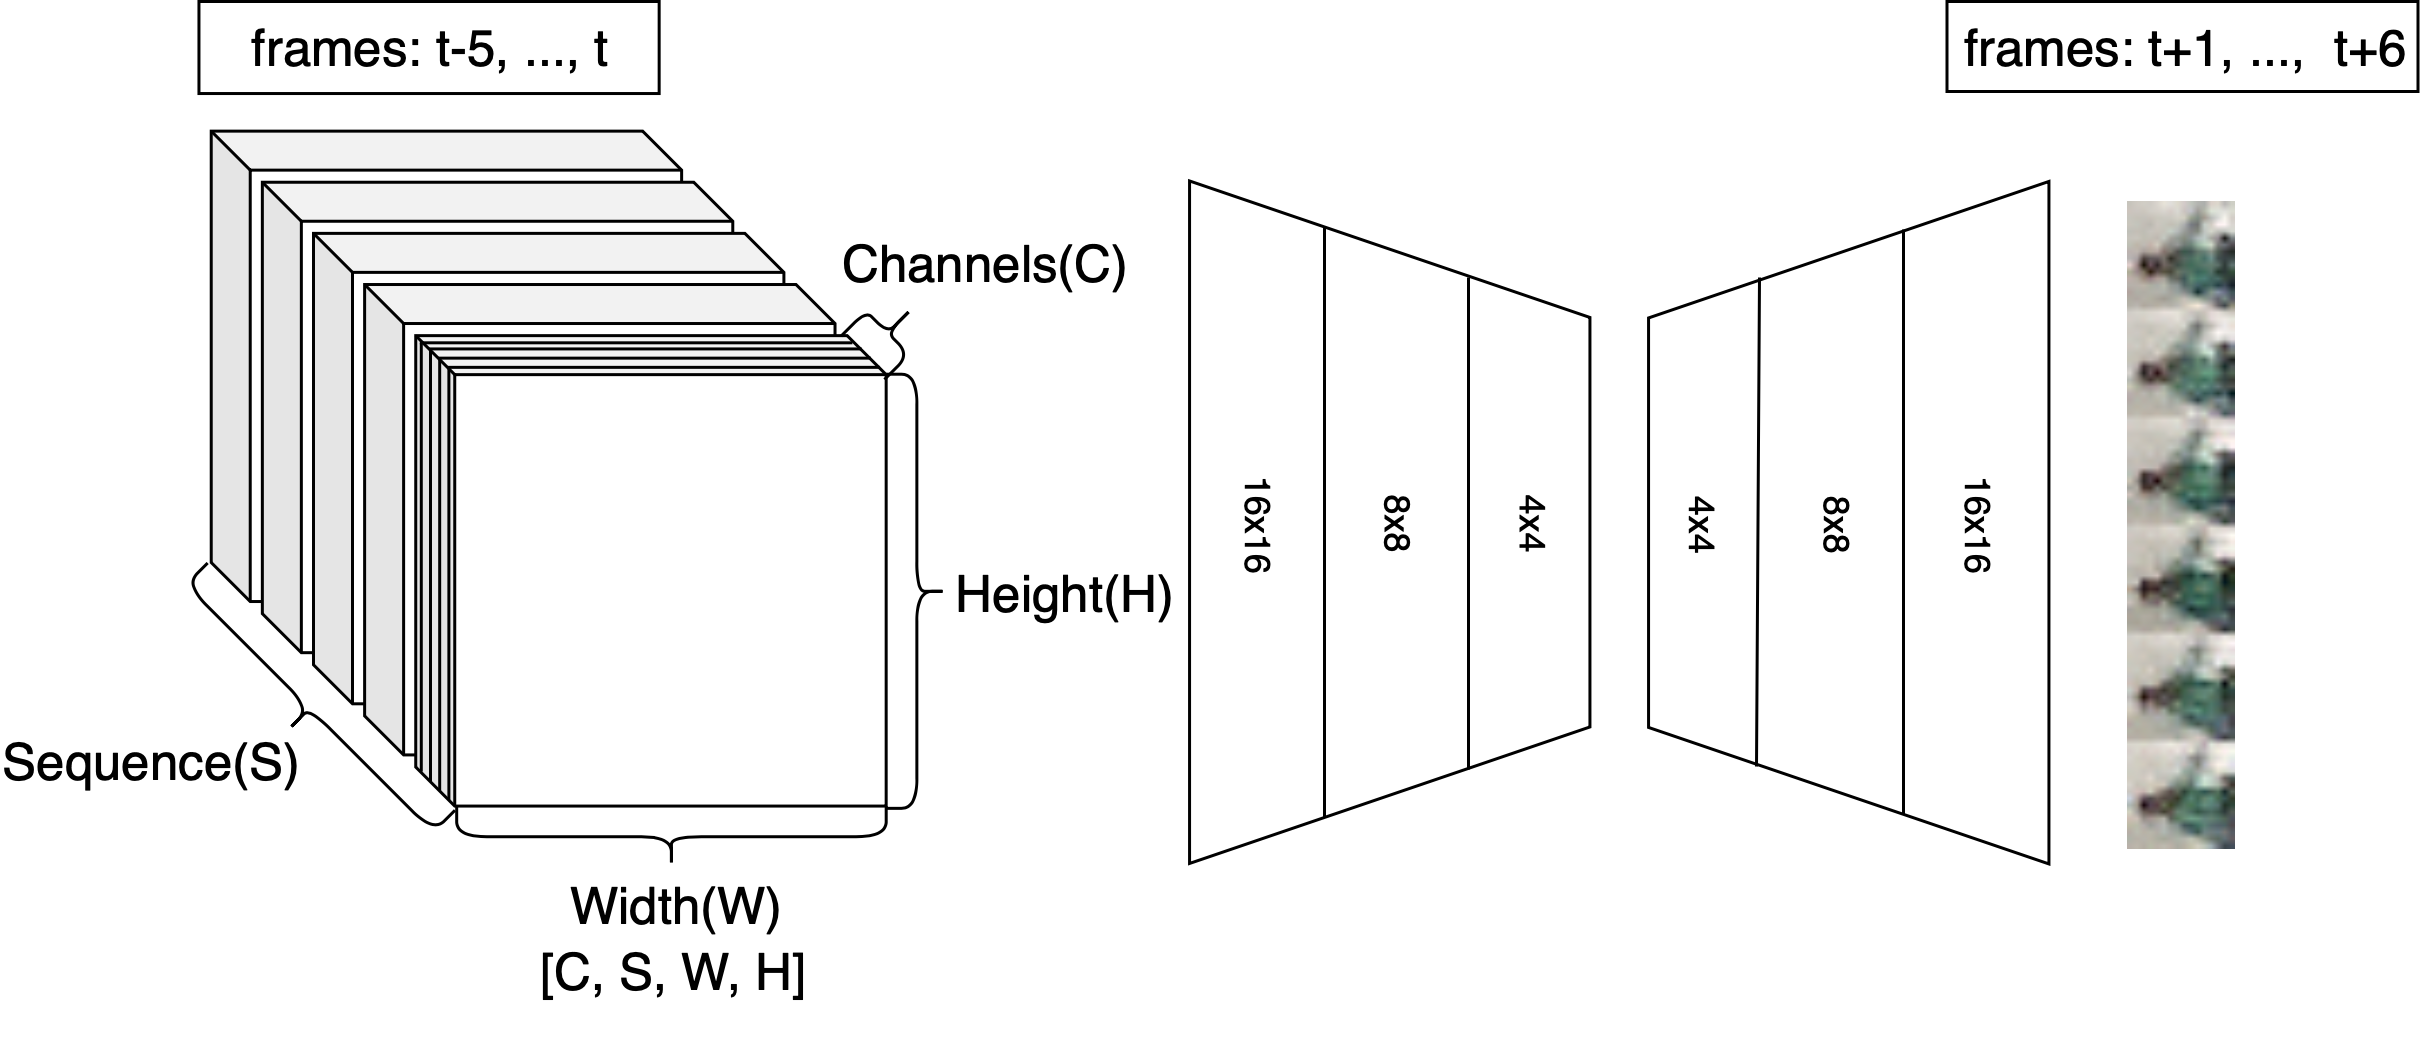 frames: t-5, ..., t
frames: t+1, ..., t+6
Channels(C)
Height(H)
Sequence(S)
Width(W)
[C, S, W, H]
16x16
8x8
4x4
4x4
8x8
16x16